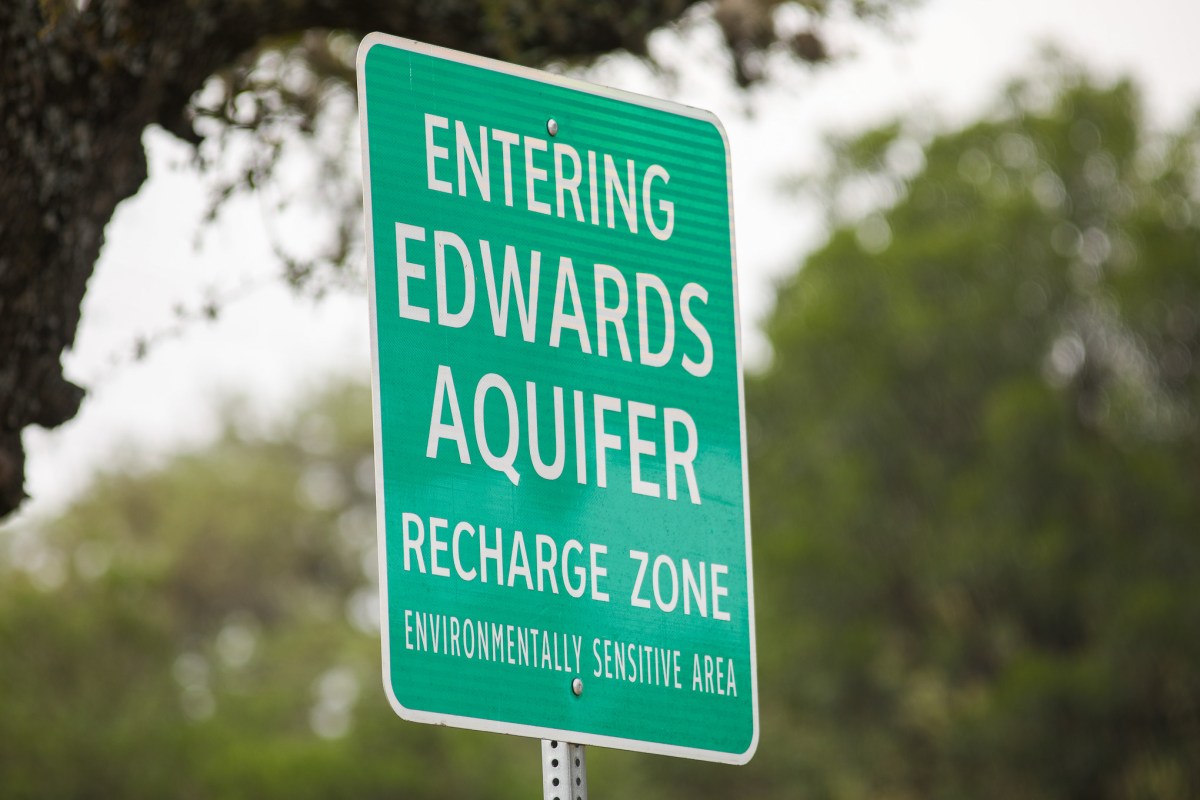 ENTERING
EDWARDS
AQUIFER
RECHARGE ZONE
ENVIRONMENTALLY SENSITIVE AREA